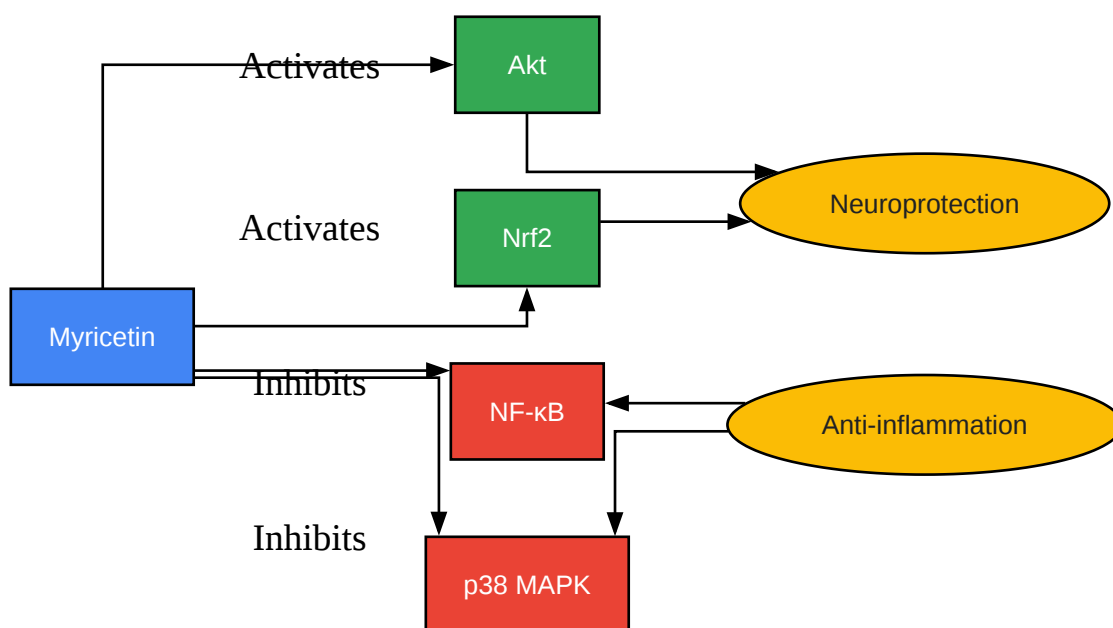 Activates
Akt
Neuroprotection
Activates
Nrf2
Myricetin
Inhibits
NF-κB
Anti-inflammation
Inhibits
p38 MAPK